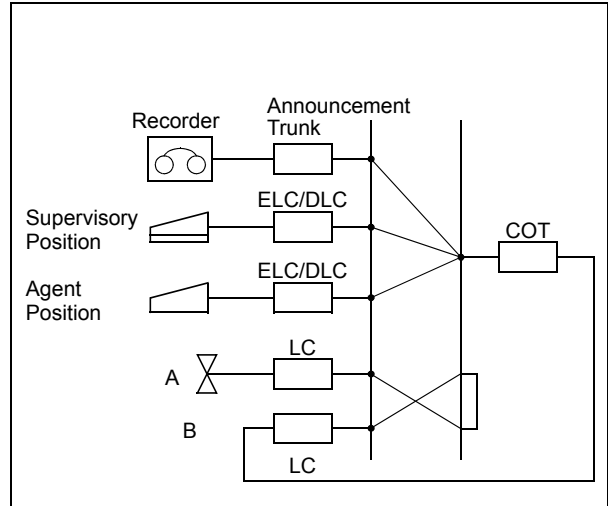 Announcement
Trunk
Recorder
ELC/DLC
Supervisory
Position
COT
ELC/DLC
Agent
Position
LC
A
B
LC